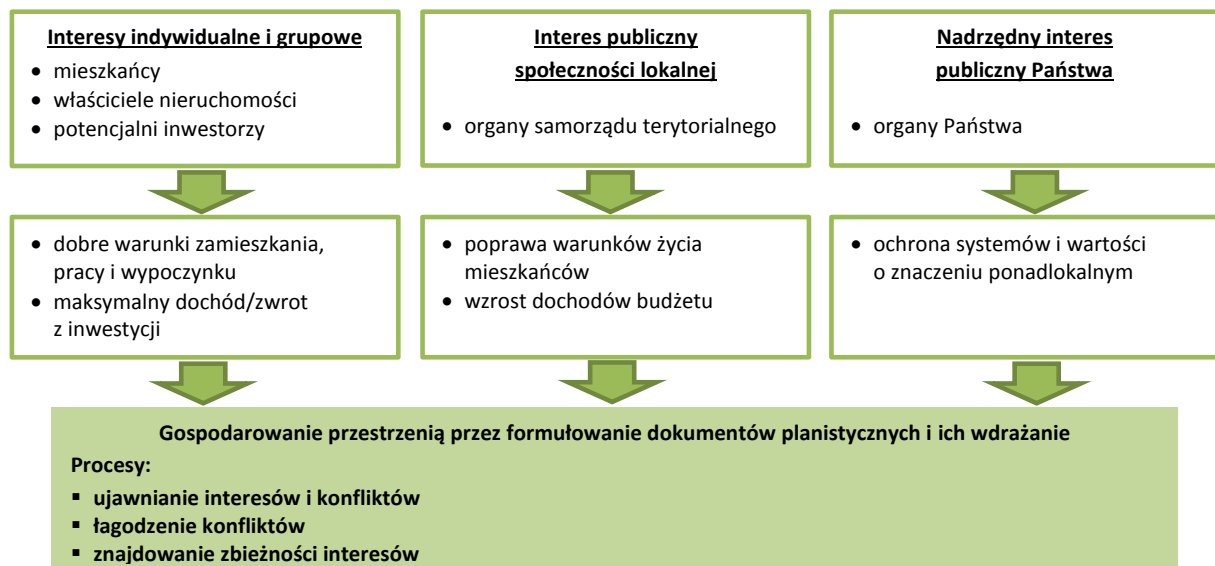 Interesy indywidualne i grupowe
• mieszkańcy
• właściciele nieruchomości
• potencjalni inwestorzy
Interes publiczny
społeczności lokalnej
• organy samorządu terytorialnego
Nadrzędny interes
publiczny Państwa
• organy Państwa
• dobre warunki zamieszkania,
pracy i wypoczynku
• maksymalny dochód/zwrot
z inwestycji
• poprawa warunków życia
mieszkańców
• wzrost dochodów budżetu
• ochrona systemów i wartości
o znaczeniu ponadlokalnym
Gospodarowanie przestrzenią przez formułowanie dokumentów planistycznych i ich wdrażanie
Procesy:
▪ ujawnianie interesów i konfliktów
▪ łagodzenie konfliktów
▪ znajdowanie zbieżności interesów